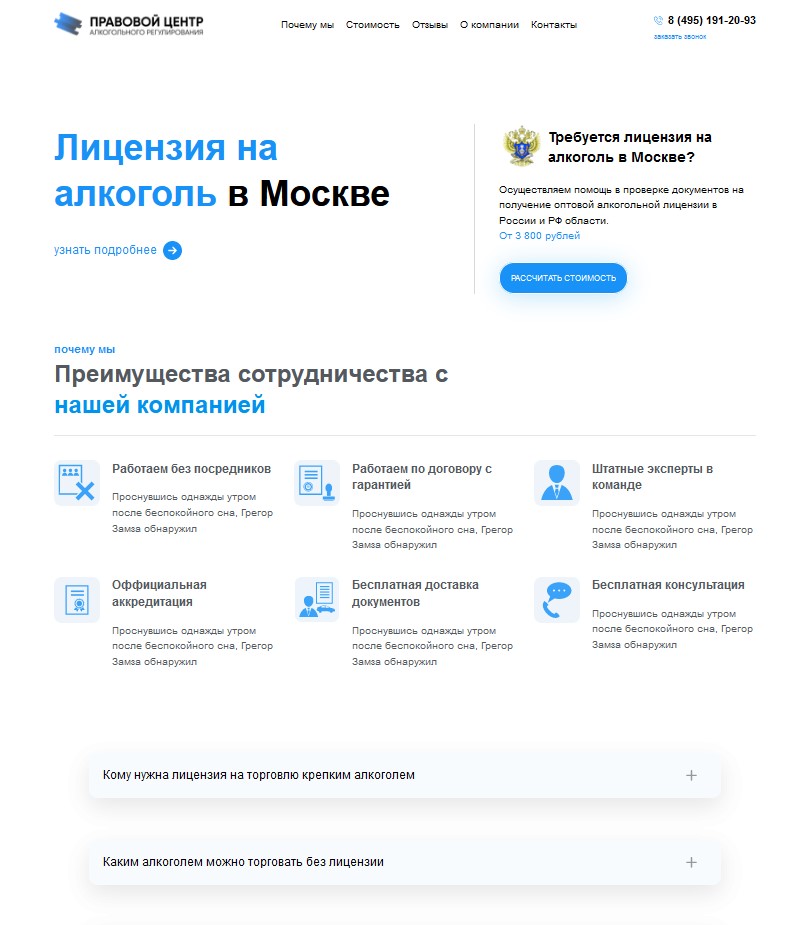 ПРАВОВОЙ ЦЕНТР
АЛКОГОЛЬНОГО РЕГУЛИРОВАНИЯ
Почему мы Стоимость Отзывы О компании Контакты
8 (495) 191-20-93
заказать звонок
Лицензия на
алкоголь в Москве
узнать подробнее
Требуется лицензия на
алкоголь в Москве?
Осуществляем помощь в проверке документов на
получение оптовой алкогольной лицензии в
России и РФ области.
От 3 800 рублей
РАССЧИТАТЬ СТОИМОСТЬ
почему мы
Преимущества сотрудничества с
нашей компанией
Работаем без посредников
Проснувшись однажды утром
после беспокойного сна, Грегор
Замза обнаружил
Работаем по договору с
гарантией
Проснувшись однажды утром
после беспокойного сна, Грегор
Замза обнаружил
Штатные эксперты в
команде
Проснувшись однажды утром
после беспокойного сна, Грегор
Замза обнаружил
Оффициальная
аккредитация
Проснувшись однажды утром
после беспокойного сна, Грегор
Замза обнаружил
Бесплатная доставка
документов
Проснувшись однажды утром
после беспокойного сна, Грегор
Замза обнаружил
Бесплатная консультация
Проснувшись однажды утром
после беспокойного сна, Грегор
Замза обнаружил
Кому нужна лицензия на торговлю крепким алкоголем
Каким алкоголем можно торговать без лицензии